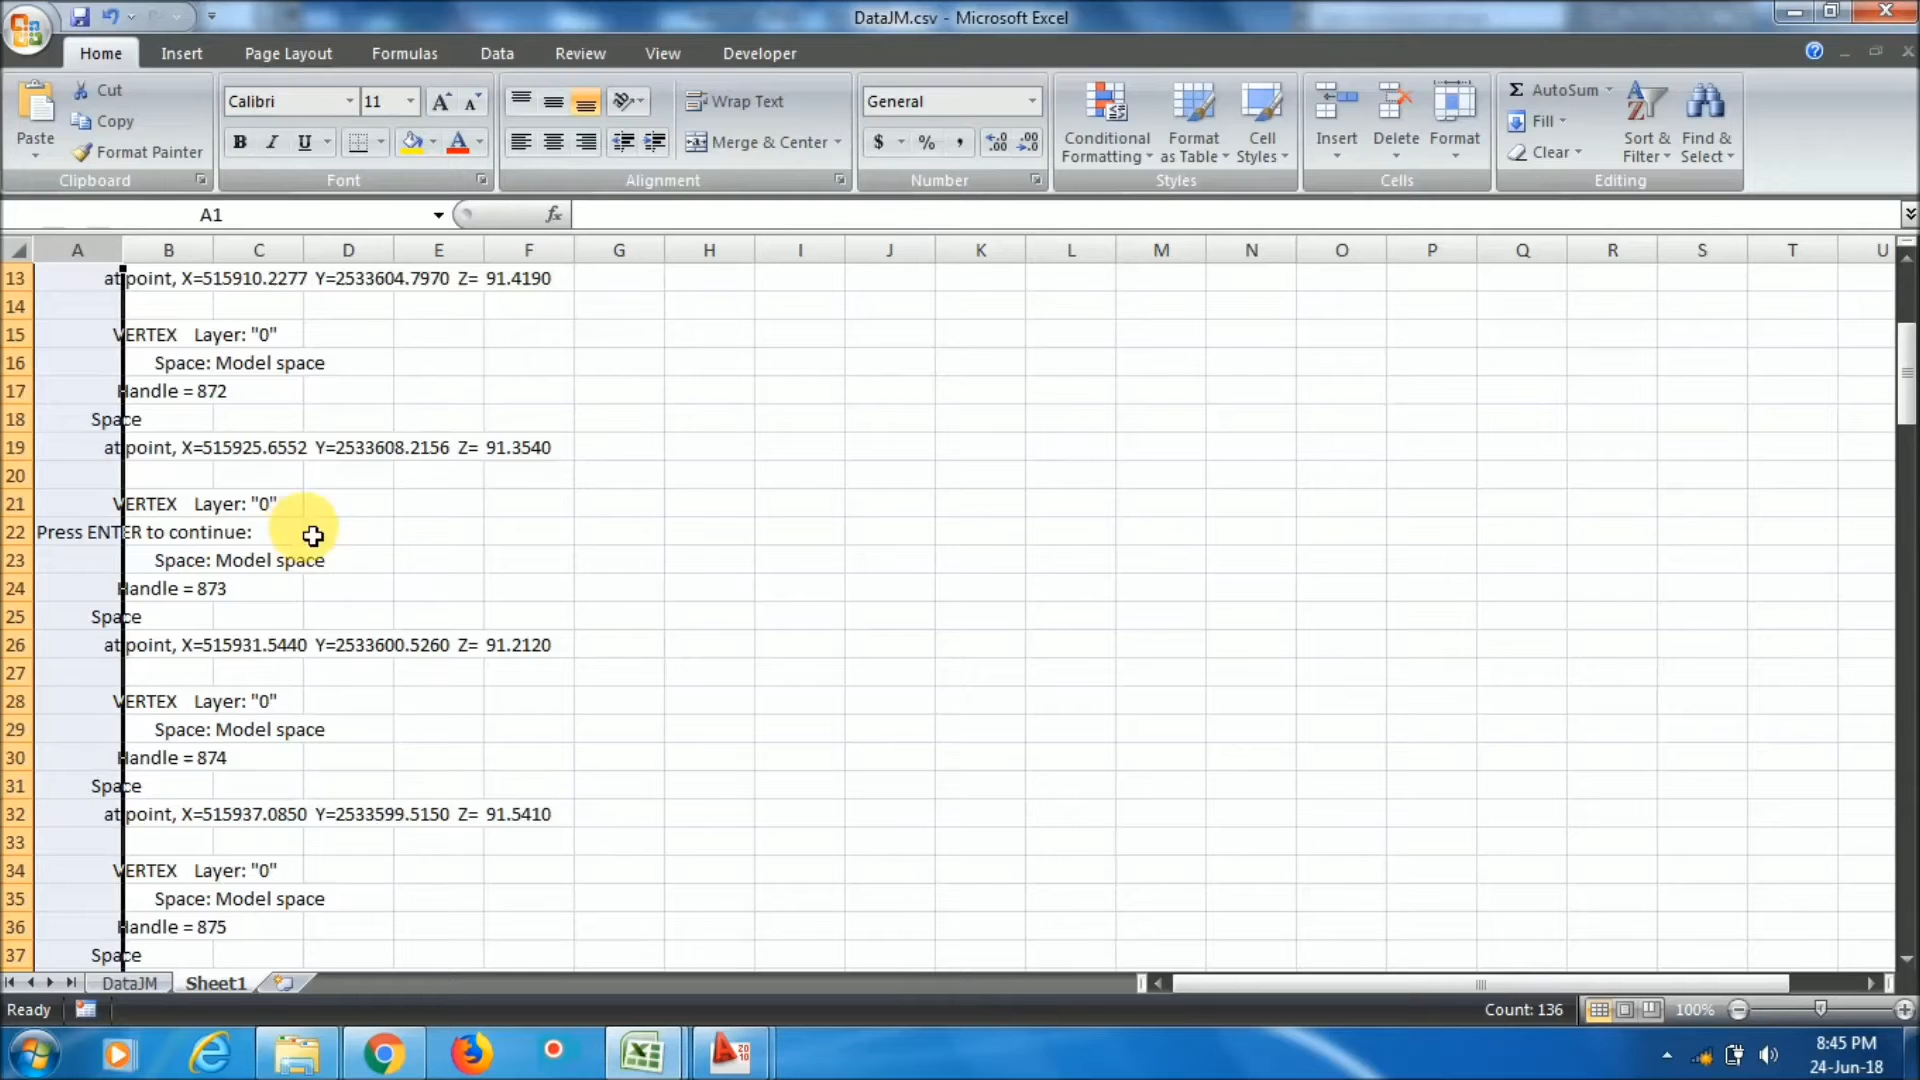 DataJM.csv - Microsoft Excel
Home Insert Page Layout Formulas Data Review View Developer
Paste
Cut
Copy
Format Painter
Clipboard
Calibri 11
B I U
Font
Wrap Text
Merge & Center
Alignment
General
$ % ,
Number
Conditional Formatting
Format as Table
Cell Styles
Styles
Insert
Delete
Format
Cells
Σ AutoSum
Fill
Clear
Sort & Filter
Find & Select
Editing
A1 fx
A B C D E F G H I J K L M N O P Q R S T U
13 at point, X=515910.2277 Y=2533604.7970 Z= 91.4190
14
15 VERTEX Layer: "0"
16 Space: Model space
17 Handle = 872
18 Space
19 at point, X=515925.6552 Y=2533608.2156 Z= 91.3540
20
21 VERTEX Layer: "0"
22 Press ENTER to continue:
23 Space: Model space
24 Handle = 873
25 Space
26 at point, X=515931.5440 Y=2533600.5260 Z= 91.2120
27
28 VERTEX Layer: "0"
29 Space: Model space
30 Handle = 874
31 Space
32 at point, X=515937.0850 Y=2533599.5150 Z= 91.5410
33
34 VERTEX Layer: "0"
35 Space: Model space
36 Handle = 875
37 Space
DataJM Sheet1
Ready Count: 136 100%
8:45 PM
24-Jun-18